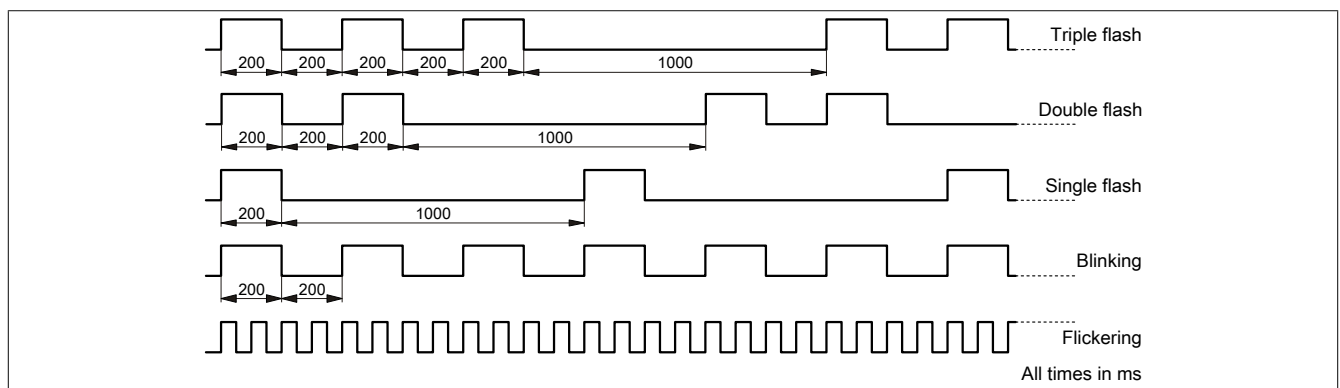 Triple flash
200 200 200 200 200 1000
Double flash
200 200 200 1000
Single flash
200 1000
Blinking
200 200
Flickering
All times in ms